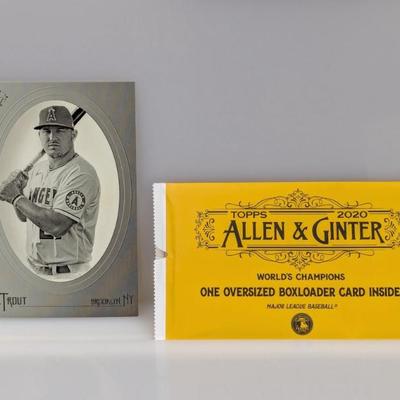 TROUT
BROOKLYN, NY
TOPPS 2020
ALLEN & GINTER
WORLD'S CHAMPIONS
ONE OVERSIZED BOXLOADER CARD INSIDE
MAJOR LEAGUE BASEBALL®